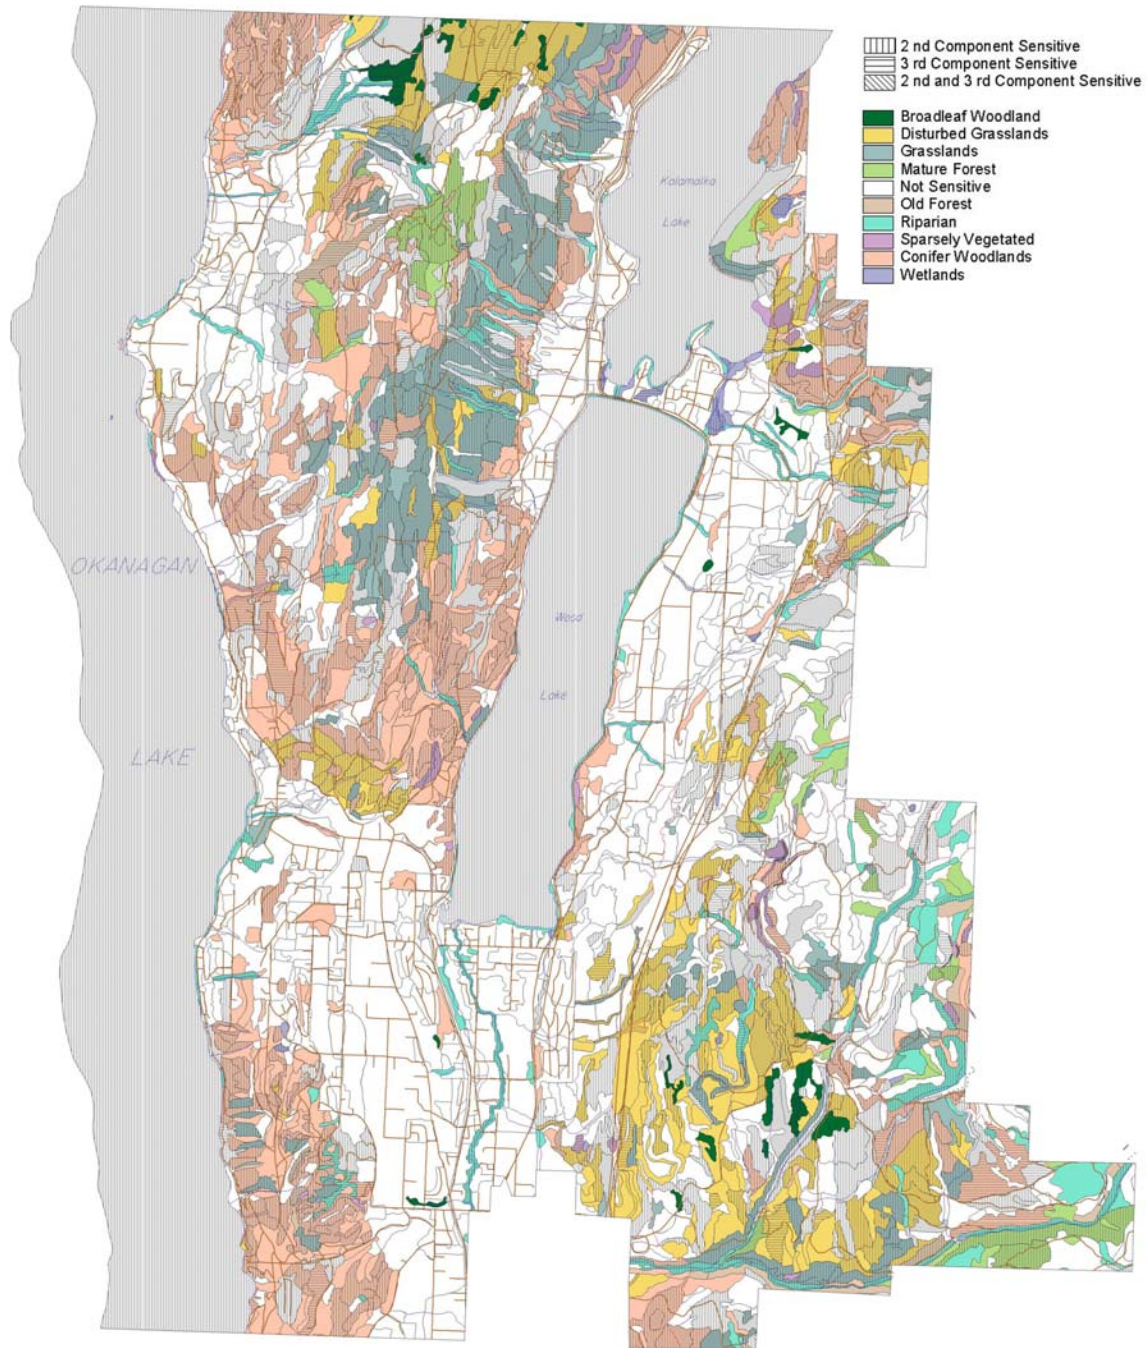 2 nd Component Sensitive
3 rd Component Sensitive
2 nd and 3 rd Component Sensitive
Broadleaf Woodland
Disturbed Grasslands
Grasslands
Mature Forest
Not Sensitive
Old Forest
Riparian
Sparsely Vegetated
Conifer Woodlands
Wetlands
Kalamalka
Lake
OKANAGAN
LAKE
Wood
Lake